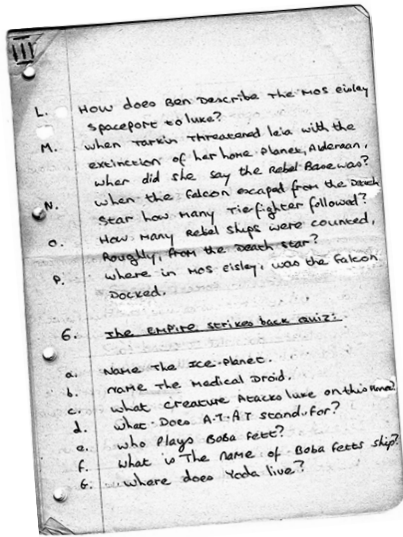 III
L. How does Ben Describe The Mos eisley
spaceport to luke?
M. when Tarkin Threatened leia with the
extinction of her home Planet, Alderaan,
wher did she say the rebel Base was?
N. when the falcon escaped from the Death
Star how many Tiefighter followed?
O. How many Rebel ships were counted,
Roughly, from the Death star?
P. where in Mos eisley, was the falcon
Docked.
6. The EMPIRE strikes back quiz:
a. Name The Ice Planet.
b. name The Medical Droid.
c. what creature Atacks luke on this Planet?
d. what Does A.T-A.T stand for?
e. who Plays Boba fett?
f. what is The name of Boba fetts ship?
G. where does Yoda live?